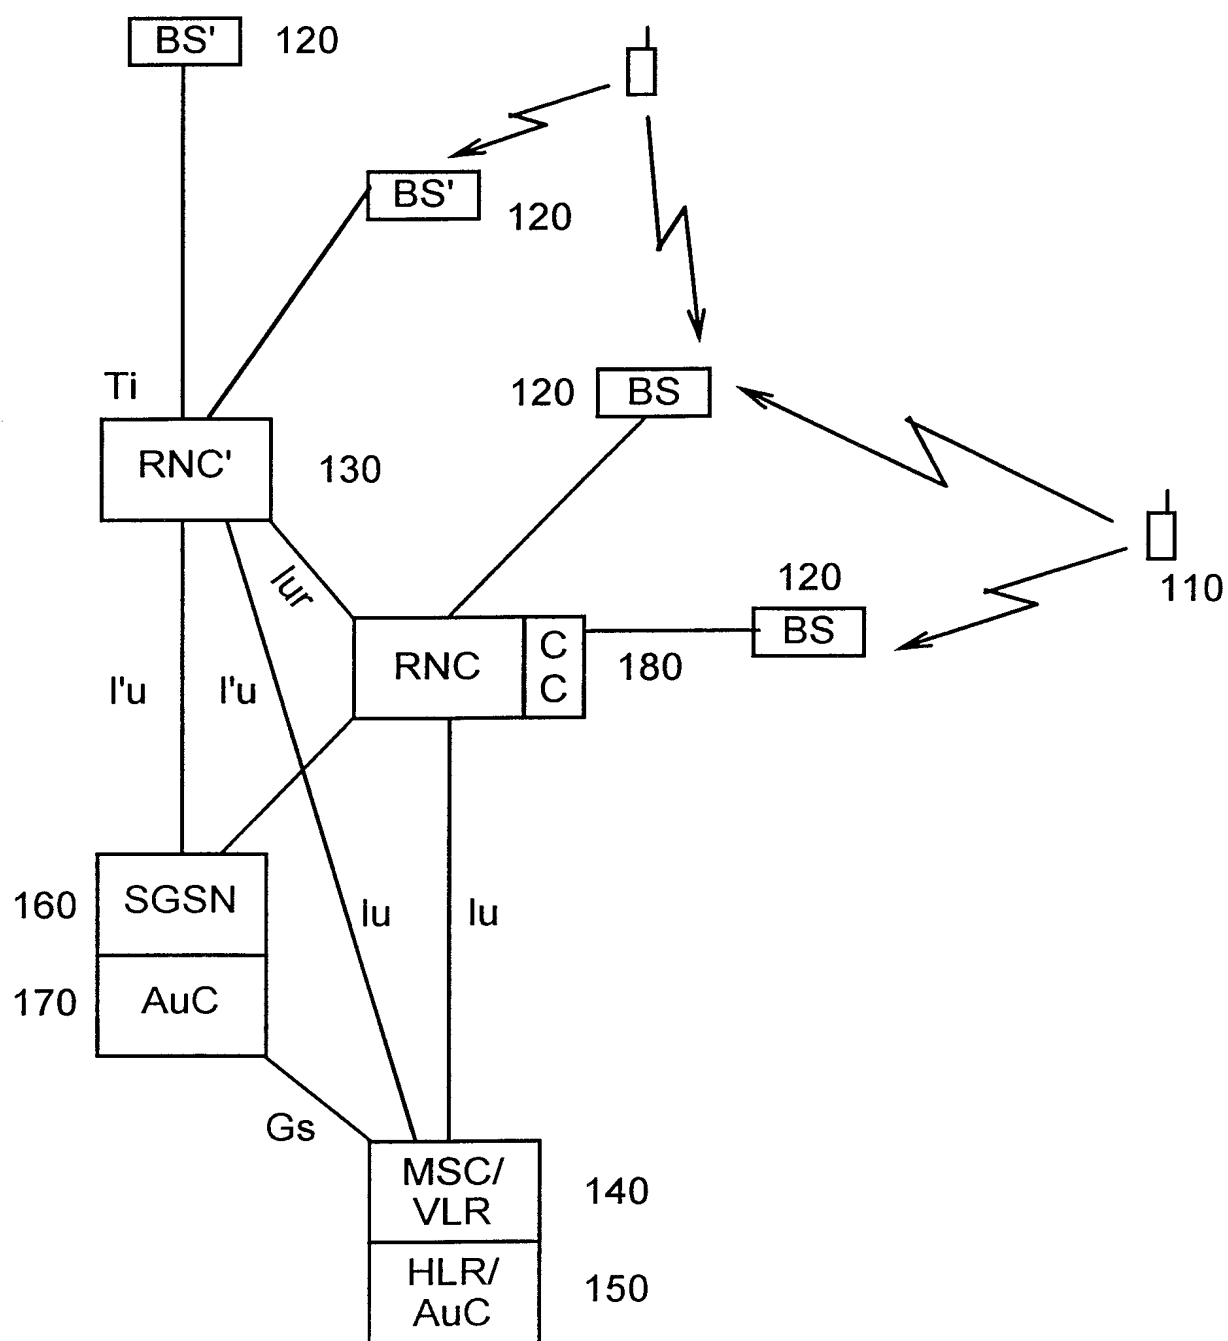 BS' 120
BS'
120
Ti
120 BS
RNC' 130
Iur
120
110
BS
RNC
C
C
180
I'u I'u
160 SGSN
Iu Iu
170 AuC
Gs
MSC/
VLR
140
HLR/
AuC
150